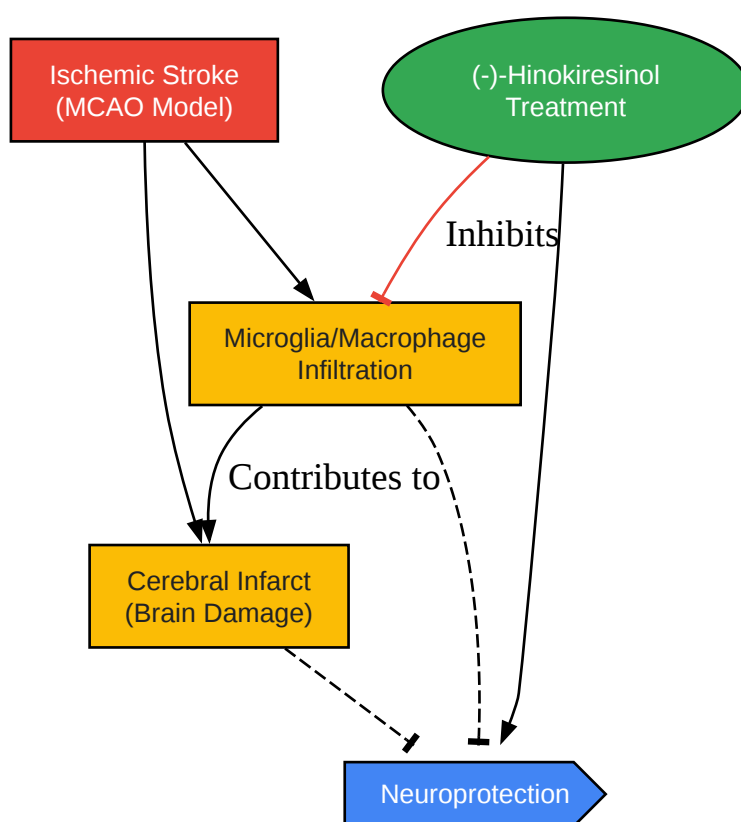 Ischemic Stroke
(MCAO Model)
(-)-Hinokiresinol
Treatment
Inhibits
Microglia/Macrophage
Infiltration
Contributes to
Cerebral Infarct
(Brain Damage)
Neuroprotection